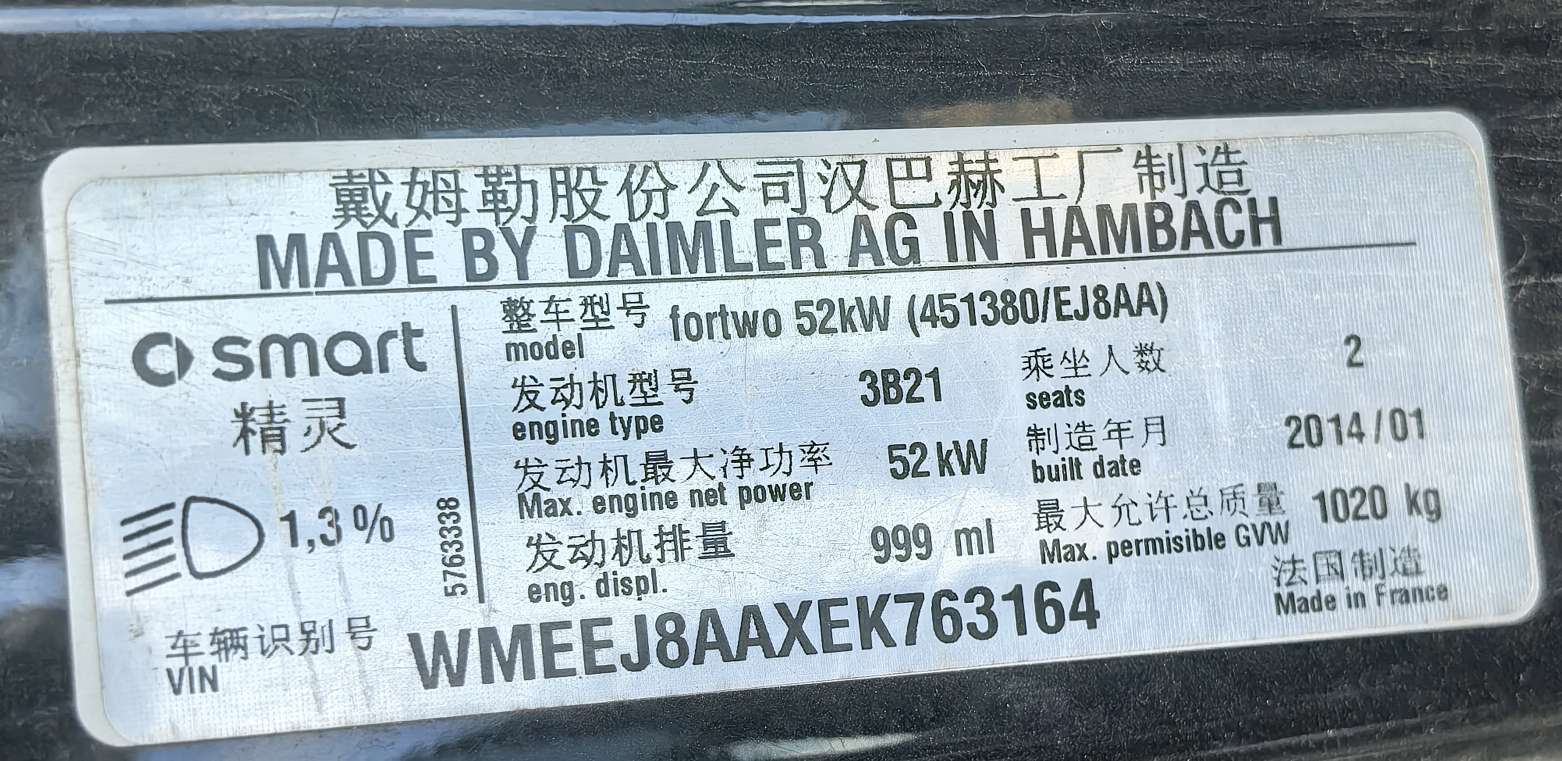 戴姆勒股份公司汉巴赫工厂制造
MADE BY DAIMLER AG IN HAMBACH
smart
精灵
1,3 %
5763338
整车型号 fortwo 52kW (451380/EJ8AA)
model
发动机型号 3B21
engine type
乘坐人数 2
seats
发动机最大净功率 52 kW
Max. engine net power
制造年月 2014/01
built date
发动机排量 999 ml
eng. displ.
最大允许总质量 1020 kg
Max. permisible GVW
法国制造
Made in France
车辆识别号 WMEEJ8AAXEK763164
VIN